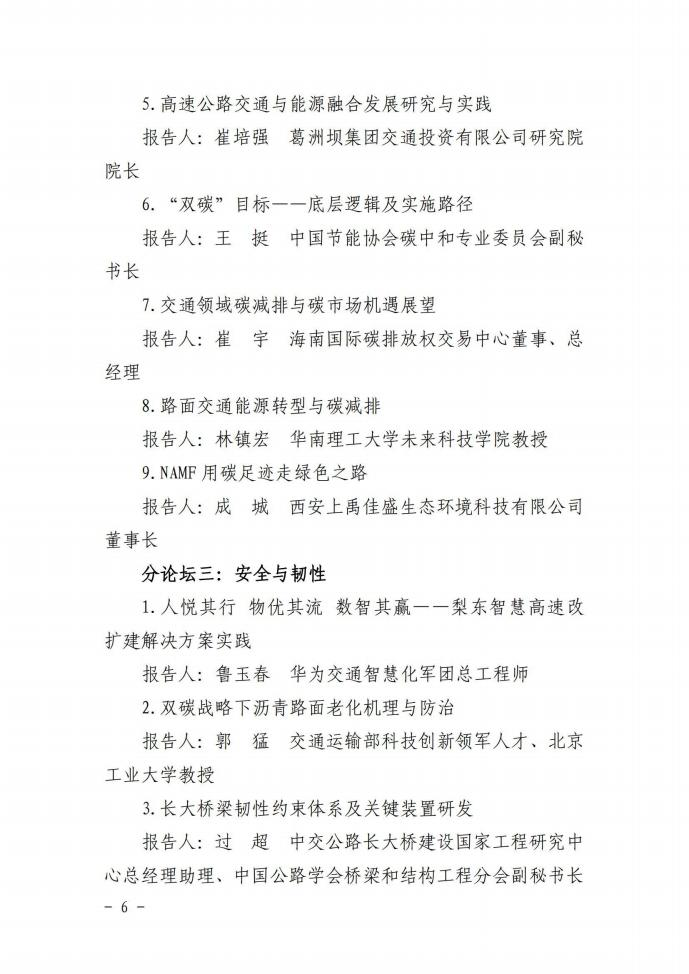 5.高速公路交通与能源融合发展研究与实践
报告人：崔培强　葛洲坝集团交通投资有限公司研究院
院长
6.“双碳”目标——底层逻辑及实施路径
报告人：王　挺　中国节能协会碳中和专业委员会副秘
书长
7.交通领域碳减排与碳市场机遇展望
报告人：崔　宇　海南国际碳排放权交易中心董事、总
经理
8.路面交通能源转型与碳减排
报告人：林镇宏　华南理工大学未来科技学院教授
9.NAMF用碳足迹走绿色之路
报告人：成　城　西安上禹佳盛生态环境科技有限公司
董事长
分论坛三：安全与韧性
1.人悦其行 物优其流 数智其赢——梨东智慧高速改
扩建解决方案实践
报告人：鲁玉春　华为交通智慧化军团总工程师
2.双碳战略下沥青路面老化机理与防治
报告人：郭　猛　交通运输部科技创新领军人才、北京
工业大学教授
3.长大桥梁韧性约束体系及关键装置研发
报告人：过　超　中交公路长大桥建设国家工程研究中
心总经理助理、中国公路学会桥梁和结构工程分会副秘书长
- 6 -